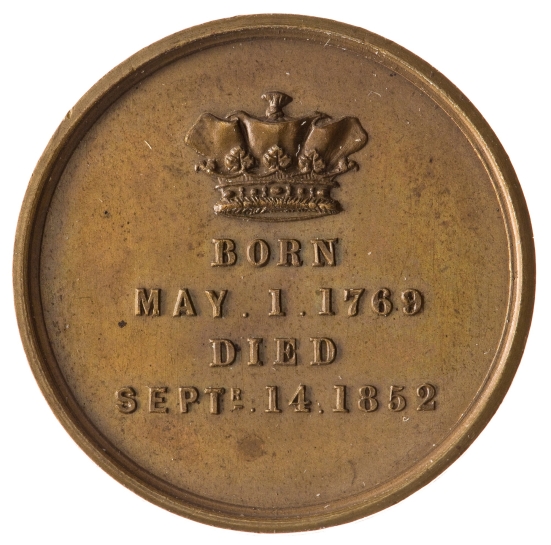 BORN
MAY. 1. 1769
DIED
SEPTR. 14. 1852